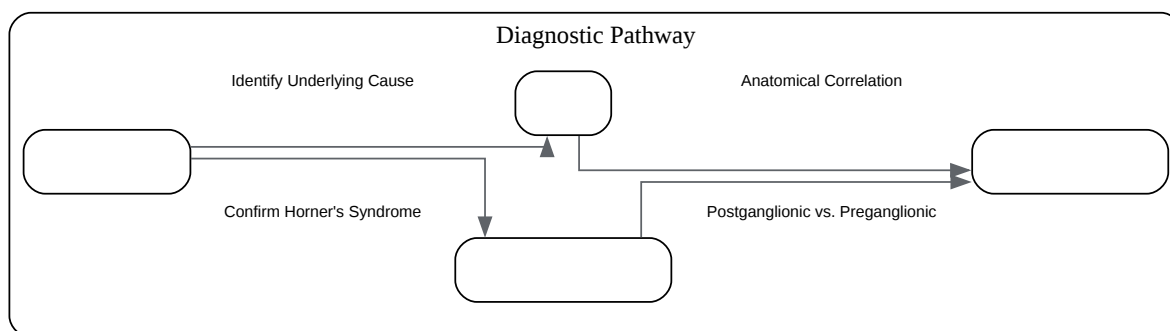 Diagnostic Pathway
Identify Underlying Cause
Anatomical Correlation
Confirm Horner's Syndrome
Postganglionic vs. Preganglionic